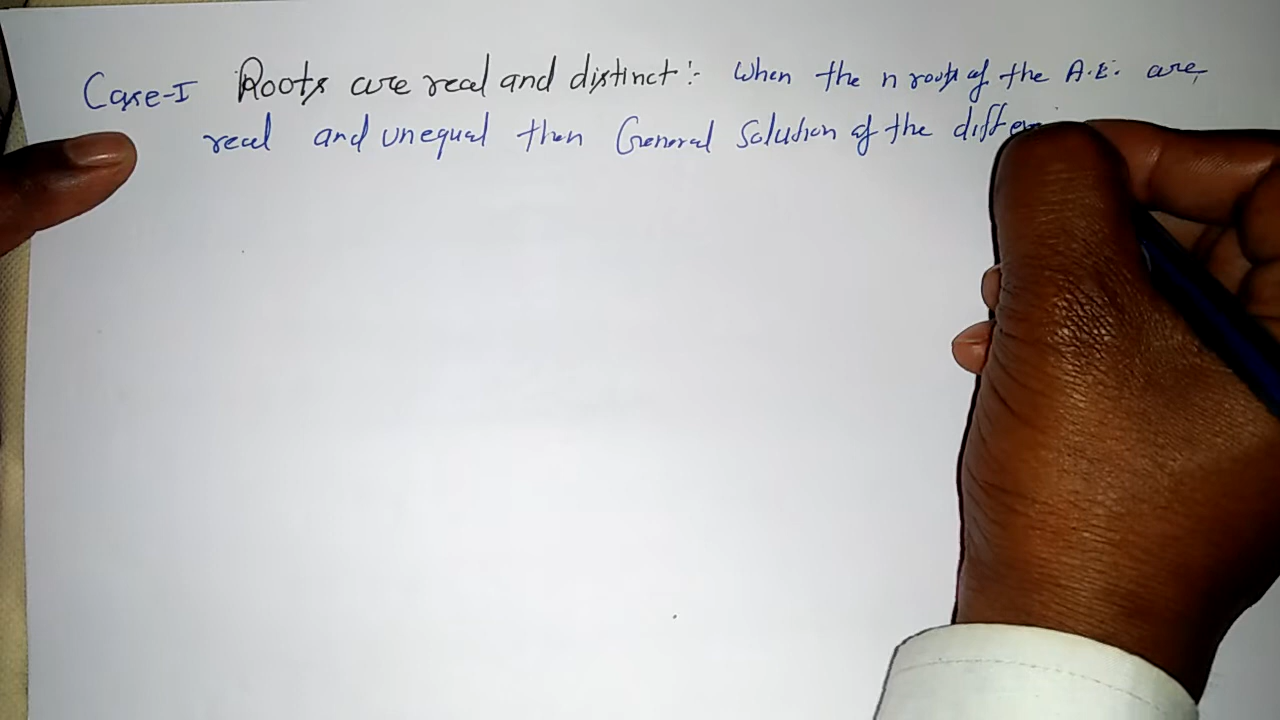 Case-I Roots are real and distinct :- When the n roots of the A.E. are
real and unequal then General Solution of the differ